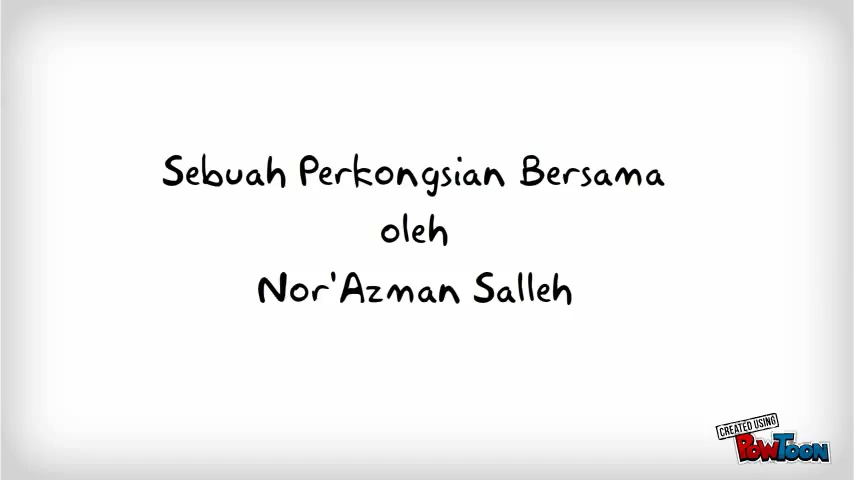 Sebuah Perkongsian Bersama
oleh
Nor'Azman Salleh
CREATED USING
POWTOON